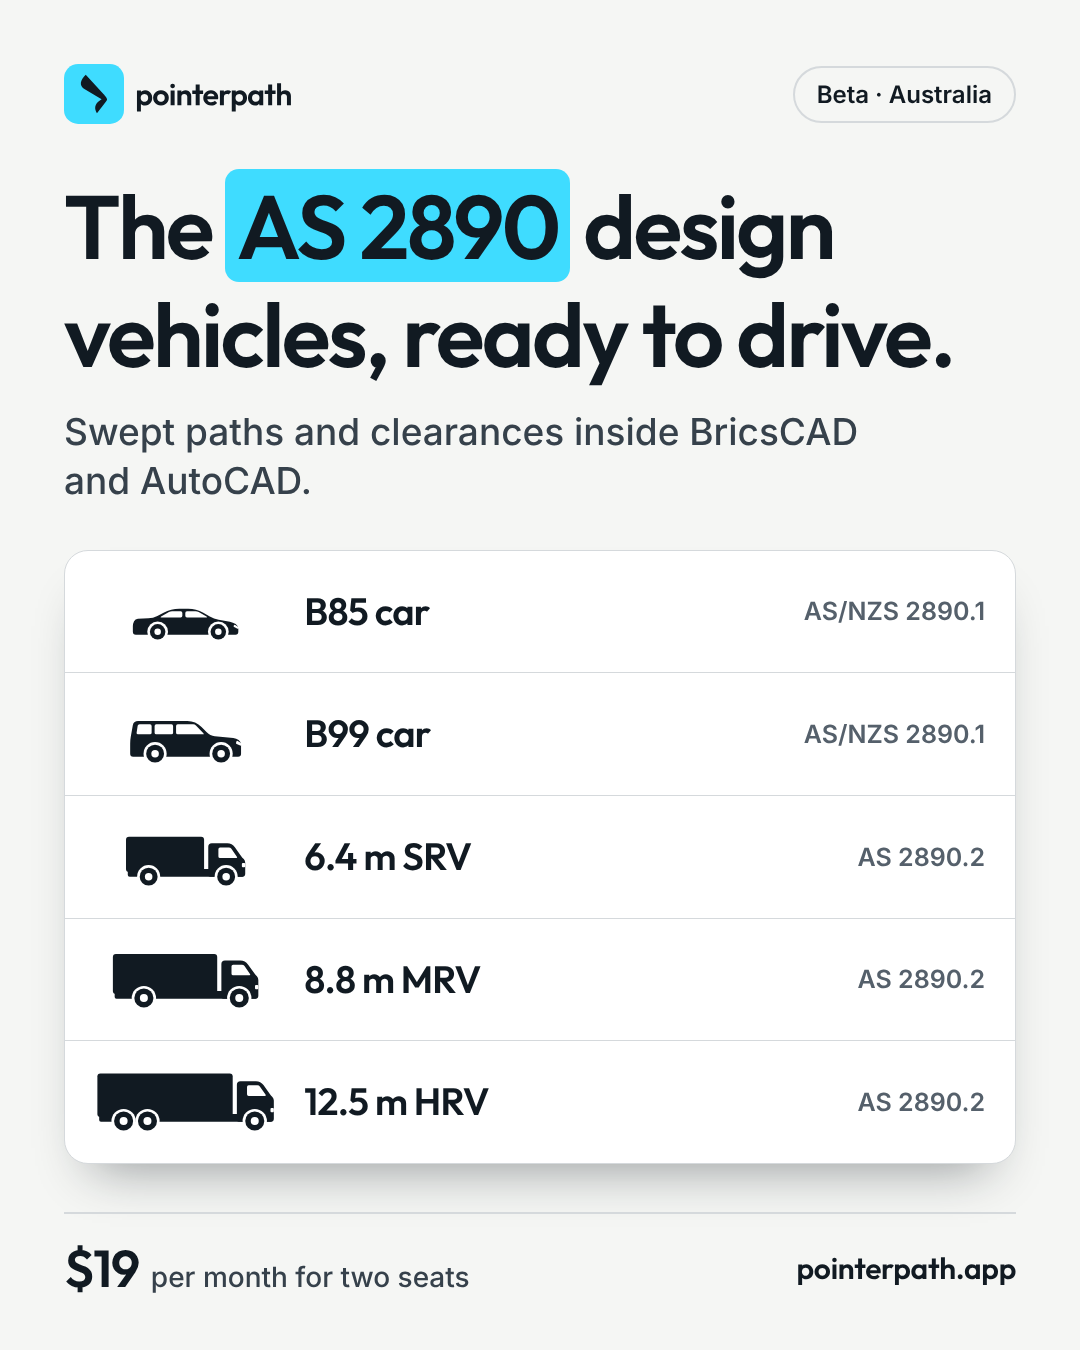 pointerpath
Beta · Australia
The AS 2890 design
vehicles, ready to drive.
Swept paths and clearances inside BricsCAD
and AutoCAD.
B85 car
AS/NZS 2890.1
B99 car
AS/NZS 2890.1
6.4 m SRV
AS 2890.2
8.8 m MRV
AS 2890.2
12.5 m HRV
AS 2890.2
$19 per month for two seats
pointerpath.app